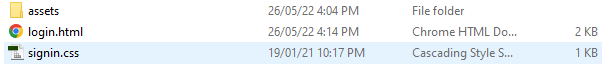 assets 26/05/22 4:04 PM File folder
login.html 26/05/22 4:14 PM Chrome HTML Do... 2 KB
signin.css 19/01/21 10:17 PM Cascading Style S... 1 KB